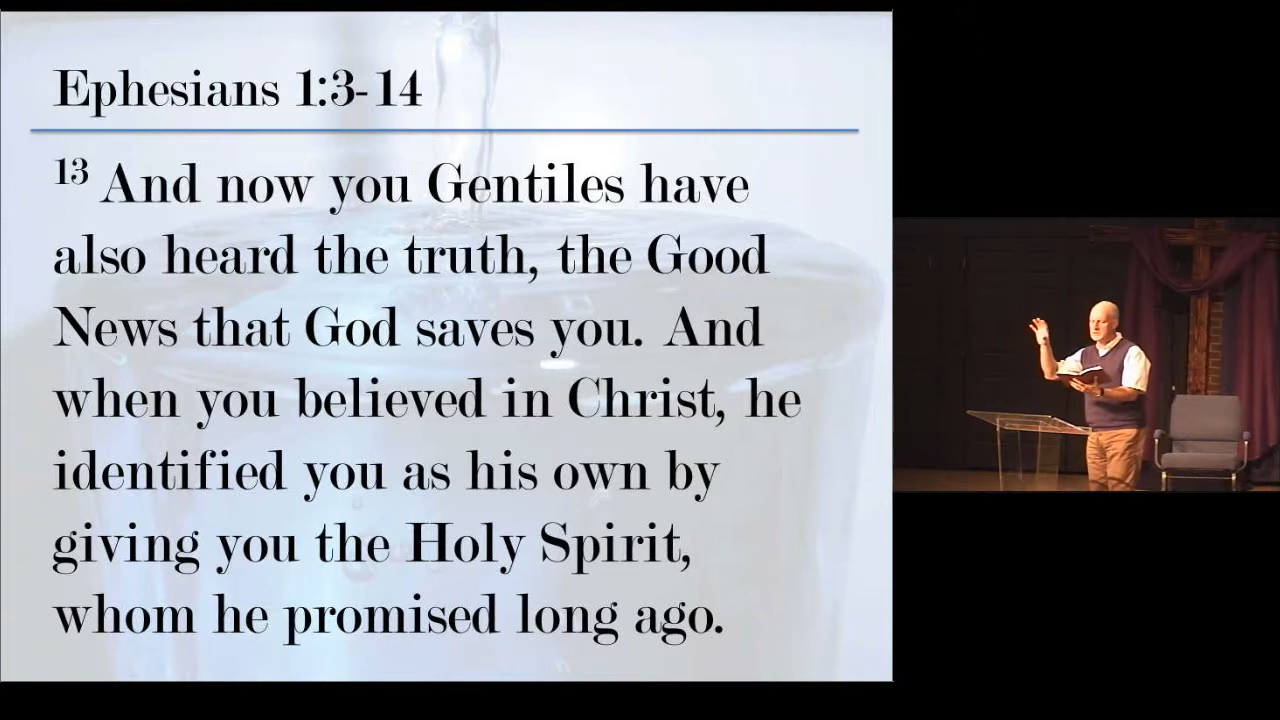 Ephesians 1:3-14
13 And now you Gentiles have
also heard the truth, the Good
News that God saves you. And
when you believed in Christ, he
identified you as his own by
giving you the Holy Spirit,
whom he promised long ago.